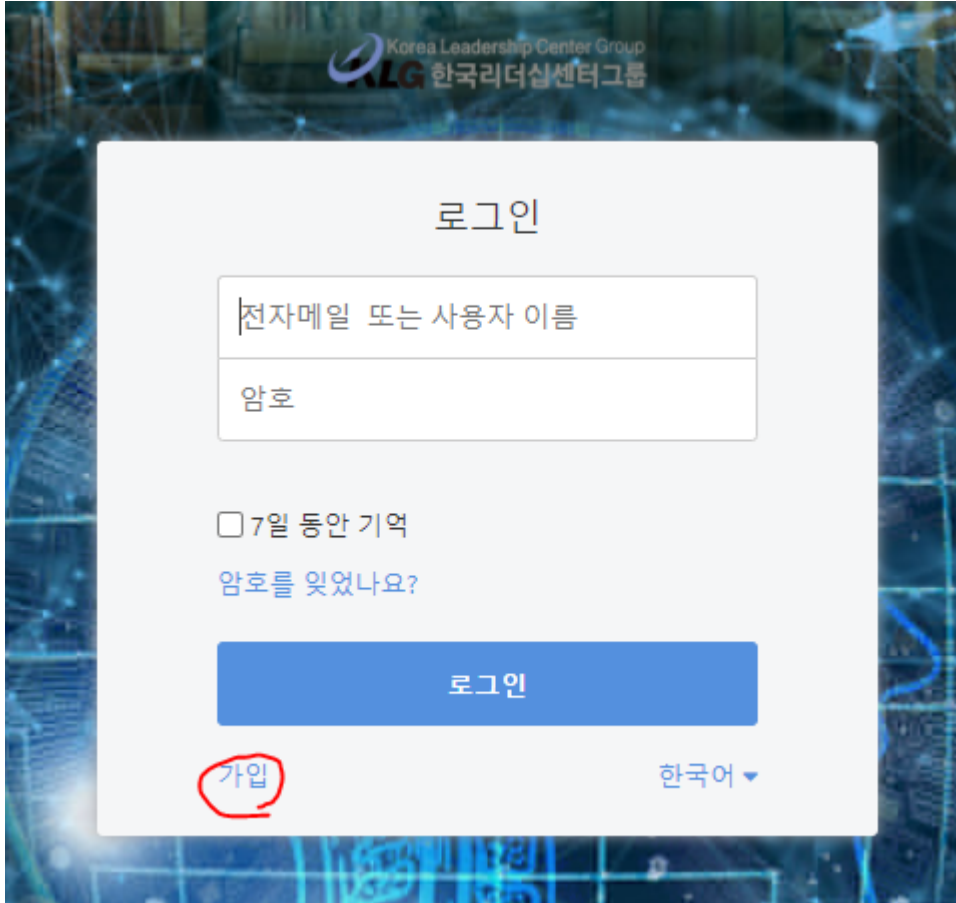 Korea Leadership Center Group
KLG 한국리더십센터그룹
로그인
전자메일 또는 사용자 이름
암호
7일 동안 기억
암호를 잊었나요?
로그인
가입
한국어